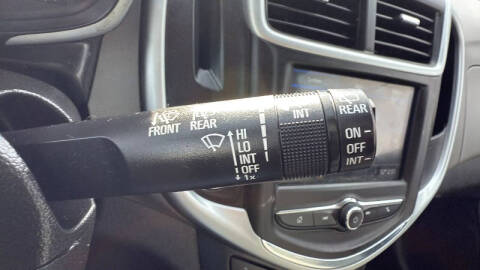 FRONT REAR
HI
LO
INT
OFF
1x
INT
REAR
ON
OFF
INT